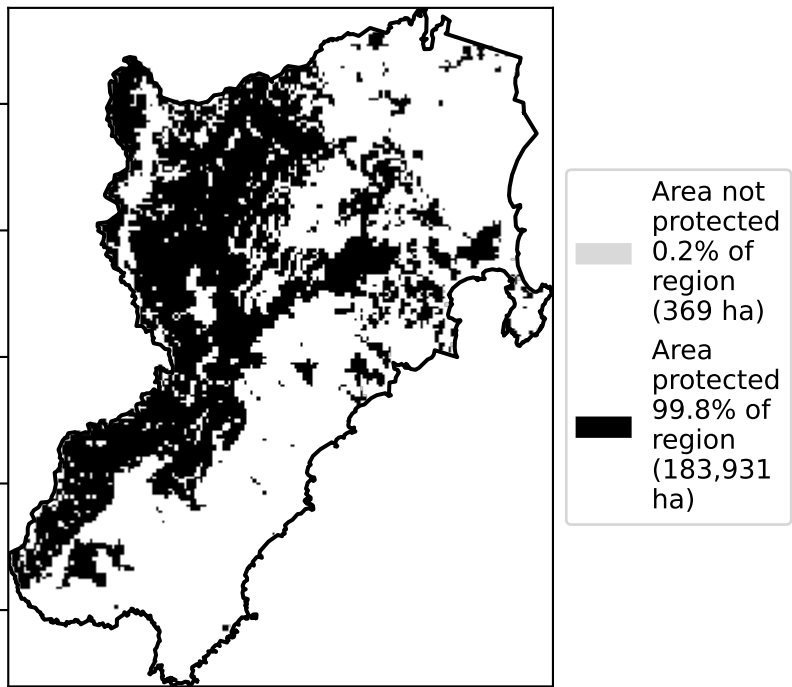 Area not
protected
0.2% of
region
(369 ha)
Area
protected
99.8% of
region
(183,931
ha)